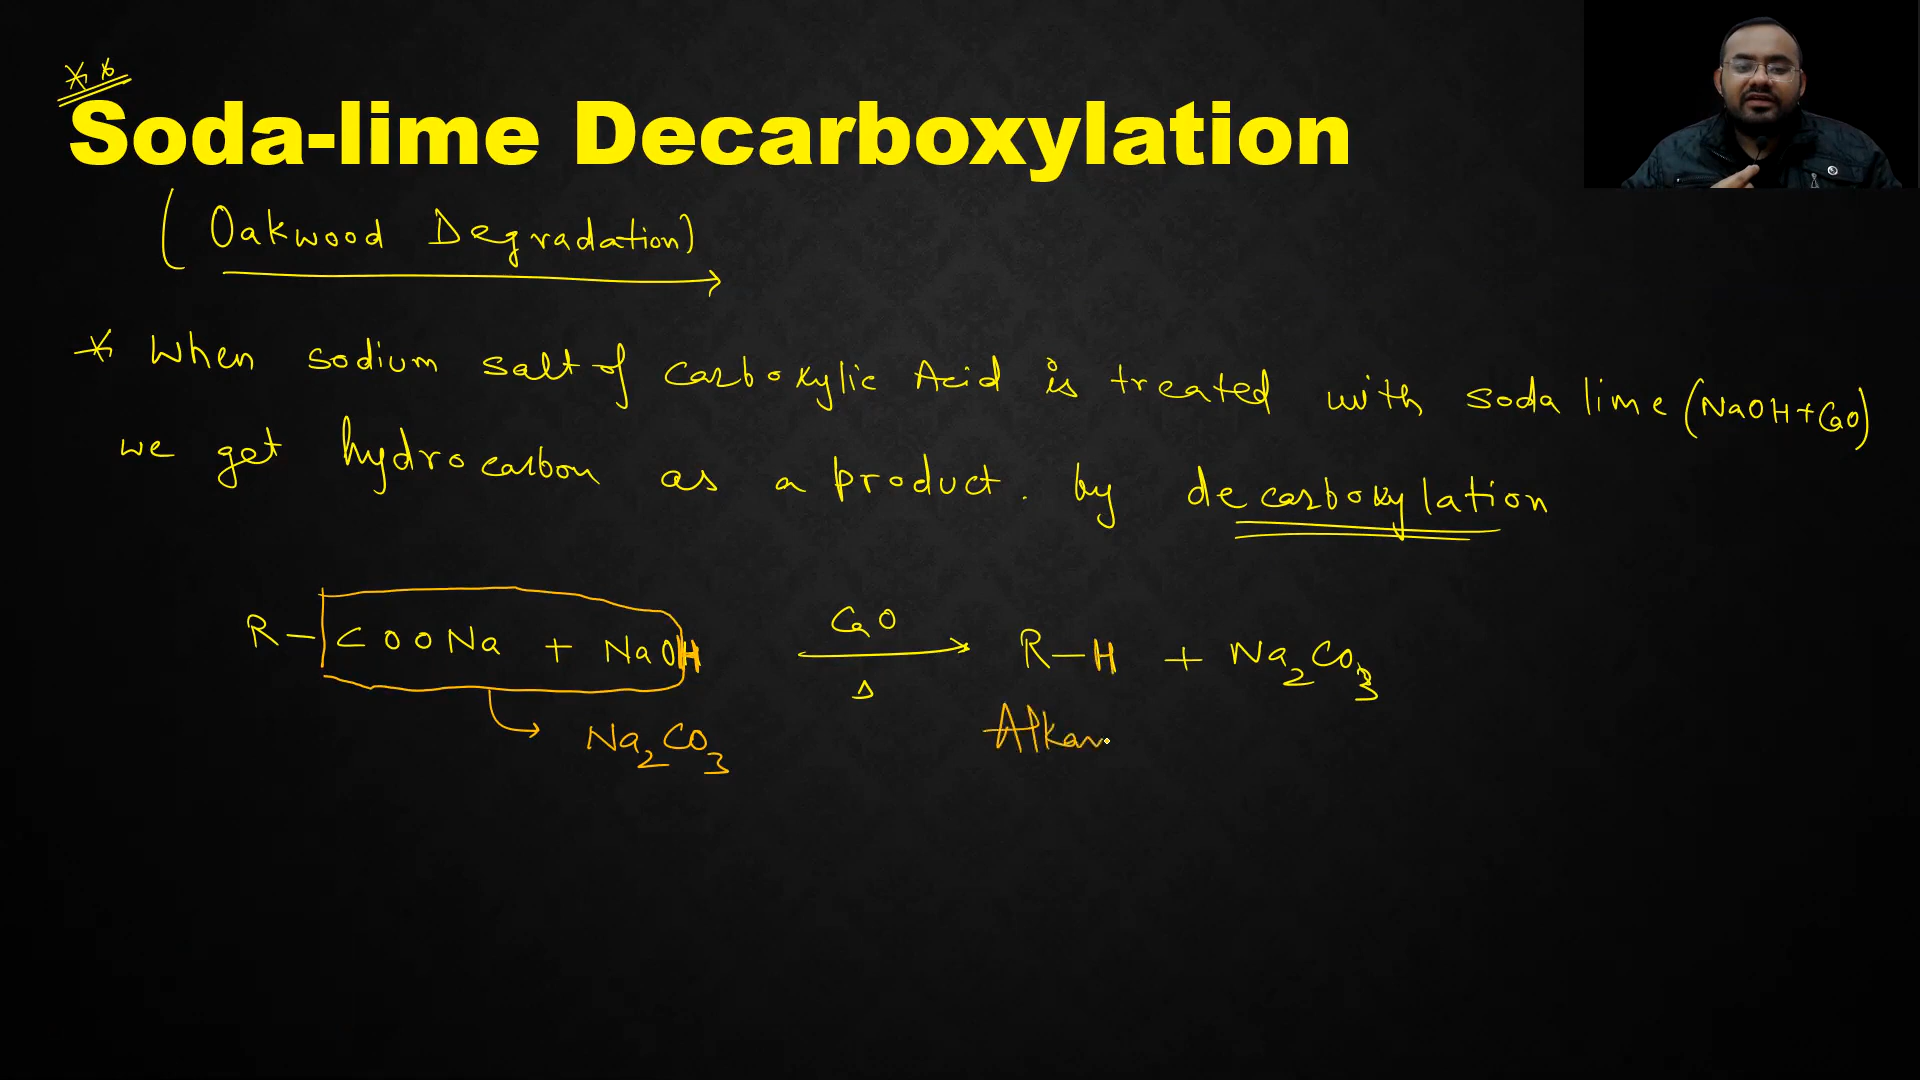 **
Soda-lime Decarboxylation
(Oakwood Degradation)
* When sodium salt of carboxylic Acid is treated with soda lime (NaOH+CaO)
we get hydrocarbon as a product. by decarboxylation
R-COONa + NaOH CaO Δ R-H + Na2CO3
Na2CO3 Alkan